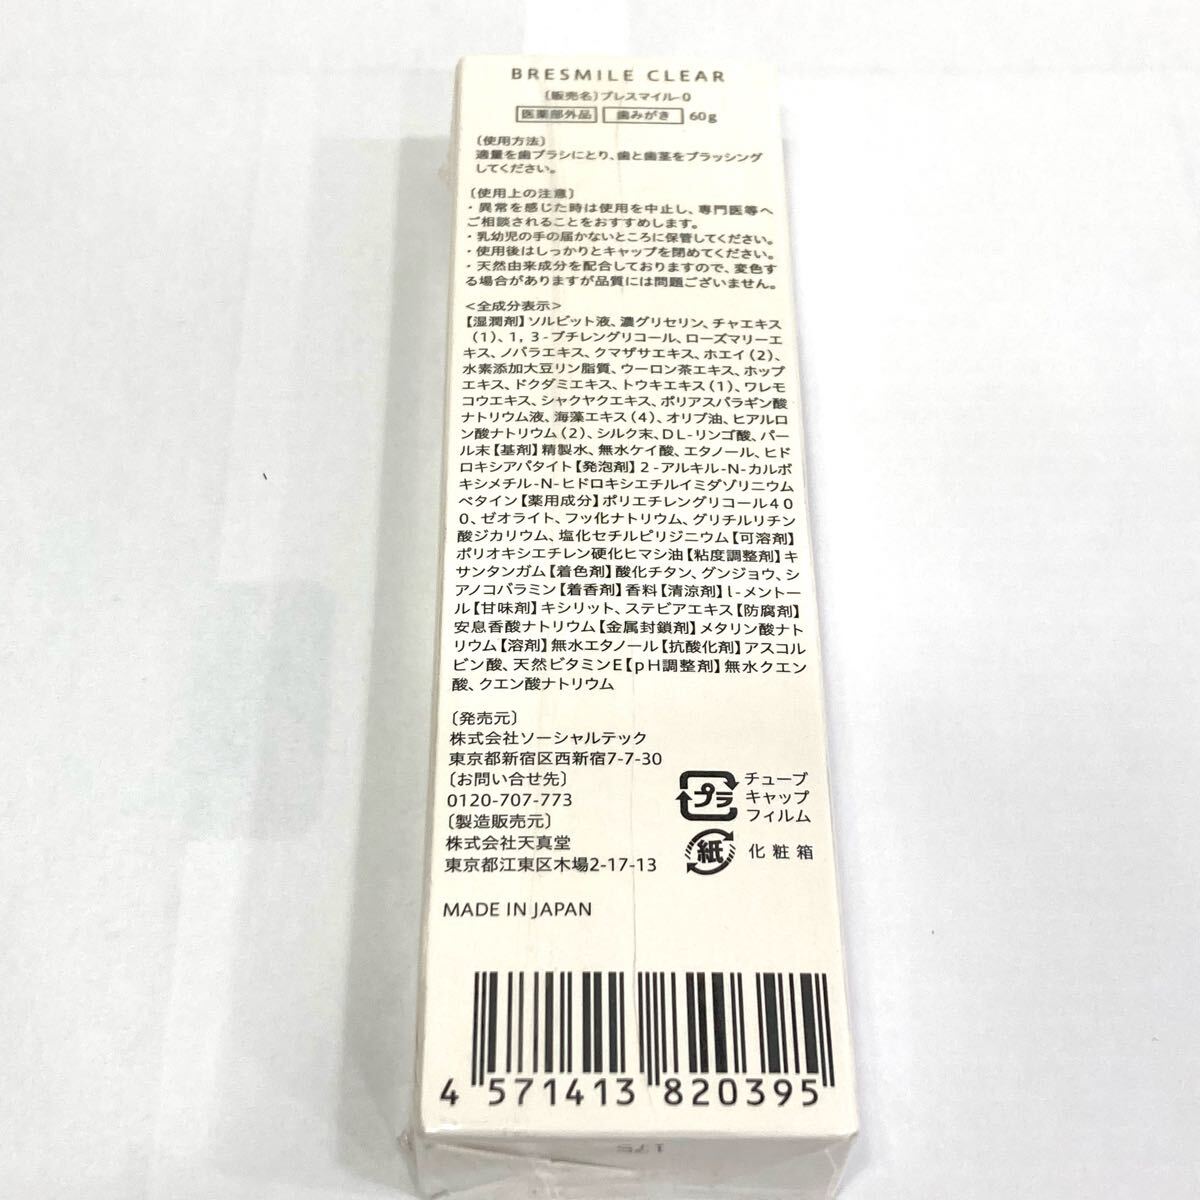 BRESMILE CLEAR
〔販売名〕ブレスマイル-0
医薬部外品 歯みがき 60g
〔使用方法〕
適量を歯ブラシにとり、歯と歯茎をブラッシング
してください。
〔使用上の注意〕
・異常を感じた時は使用を中止し、専門医等へ
ご相談されることをおすすめします。
・乳幼児の手の届かないところに保管してください。
・使用後はしっかりとキャップを閉めてください。
・天然由来成分を配合しておりますので、変色す
る場合がありますが品質には問題ございません。
<全成分表示>
【湿潤剤】ソルビット液、濃グリセリン、チャエキス
(1)、1,3-ブチレングリコール、ローズマリーエ
キス、ノバラエキス、クマザサエキス、ホエイ(2)、
水素添加大豆リン脂質、ウーロン茶エキス、ホップ
エキス、ドクダミエキス、トウキエキス(1)、ワレモ
コウエキス、シャクヤクエキス、ポリアスパラギン酸
ナトリウム液、海藻エキス(4)、オリブ油、ヒアルロ
ン酸ナトリウム(2)、シルク末、DL-リンゴ酸、パー
ル末【基剤】精製水、無水ケイ酸、エタノール、ヒド
ロキシアパタイト【発泡剤】2-アルキル-N-カルボ
キシメチル-N-ヒドロキシエチルイミダゾリニウム
ベタイン【薬用成分】ポリエチレングリコール40
0、ゼオライト、フッ化ナトリウム、グリチルリチン
酸ジカリウム、塩化セチルピリジニウム【可溶剤】
ポリオキシエチレン硬化ヒマシ油【粘度調整剤】キ
サンタンガム【着色剤】酸化チタン、グンジョウ、シ
アノコバラミン【着香剤】香料【清涼剤】l-メントー
ル【甘味剤】キシリット、ステビアエキス【防腐剤】
安息香酸ナトリウム【金属封鎖剤】メタリン酸ナト
リウム【溶剤】無水エタノール【抗酸化剤】アスコル
ビン酸、天然ビタミンE【pH調整剤】無水クエン
酸、クエン酸ナトリウム
〔発売元〕
株式会社ソーシャルテック
東京都新宿区西新宿7-7-30
〔お問い合せ先〕
0120-707-773
〔製造販売元〕
株式会社天真堂
東京都江東区木場2-17-13
プラ チューブ
キャップ
フィルム
紙 化粧箱
MADE IN JAPAN
4 571413 820395
175